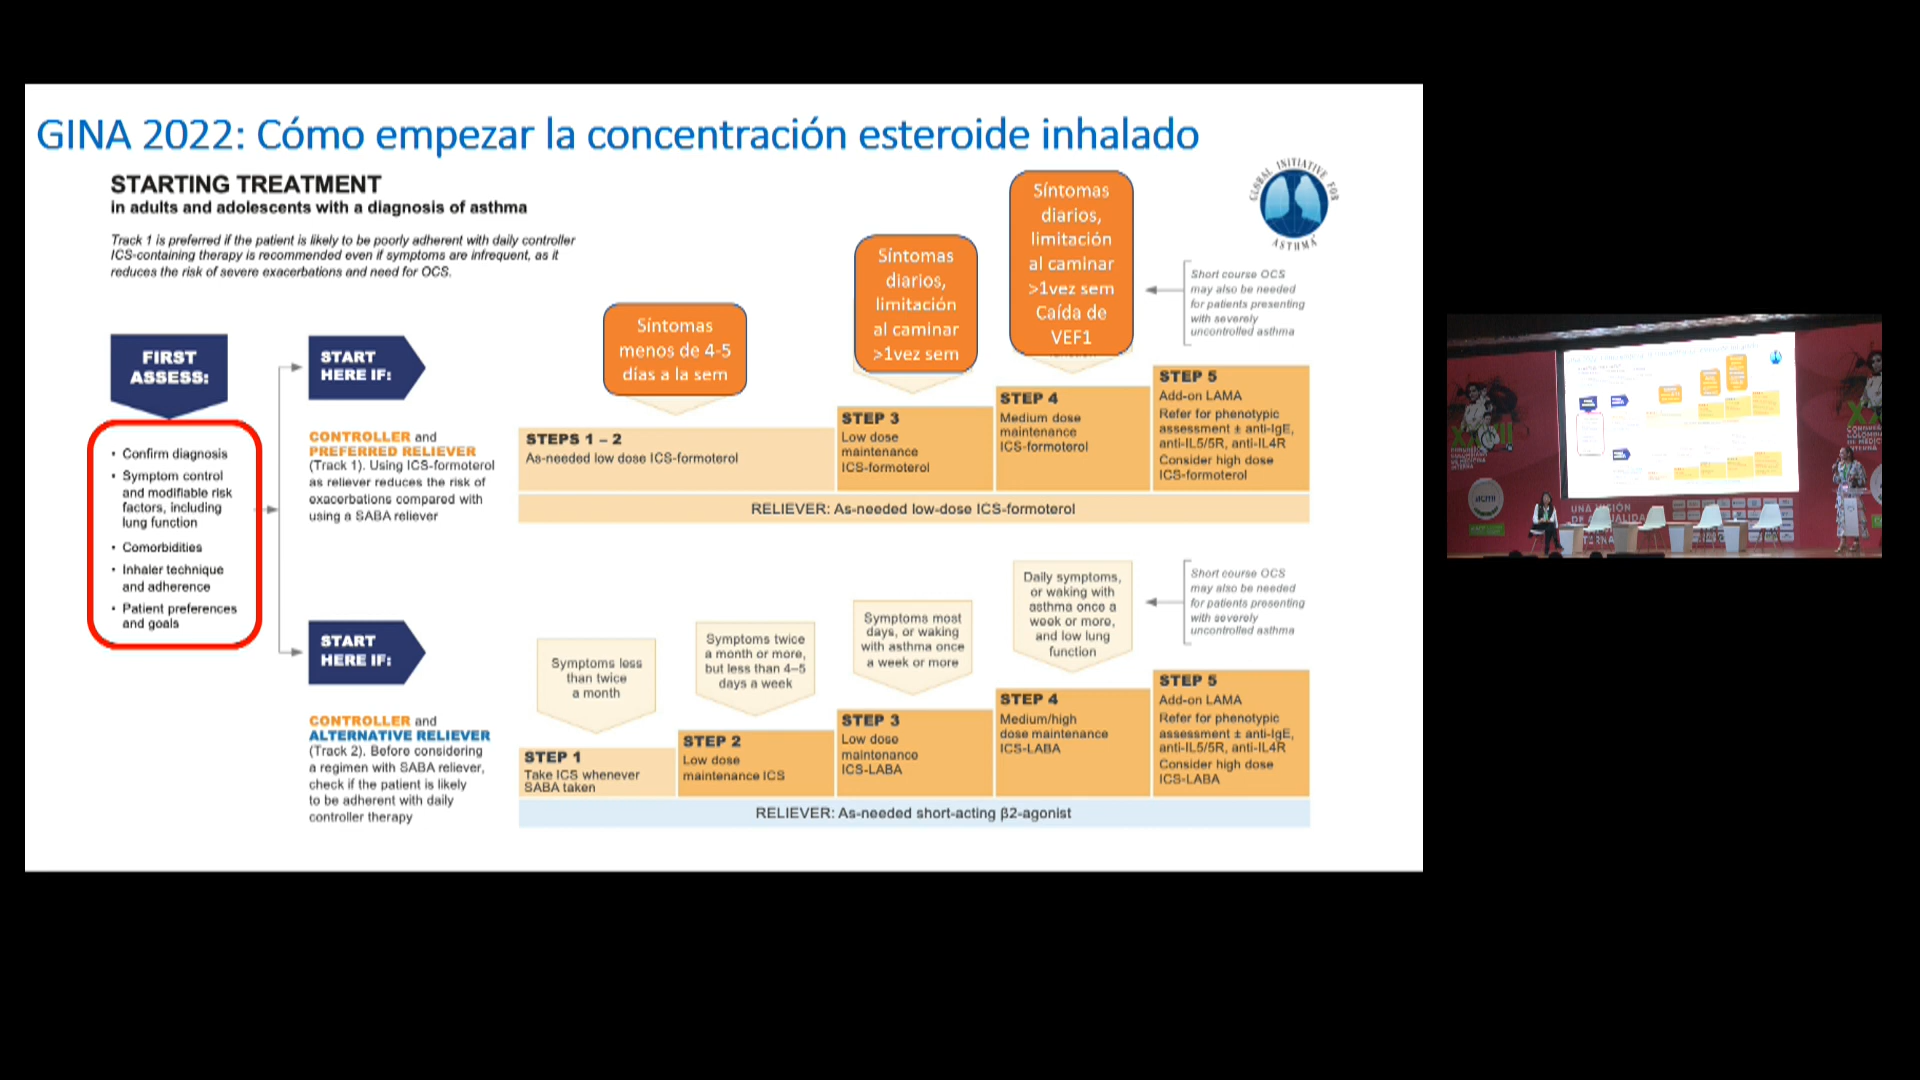 GINA 2022: Cómo empezar la concentración esteroide inhalado
STARTING TREATMENT
in adults and adolescents with a diagnosis of asthma
Track 1 is preferred if the patient is likely to be poorly adherent with daily controller
ICS-containing therapy is recommended even if symptoms are infrequent, as it
reduces the risk of severe exacerbations and need for OCS.
GLOBAL INITIATIVE FOR
ASTHMA
FIRST
ASSESS:
• Confirm diagnosis
• Symptom control
and modifiable risk
factors, including
lung function
• Comorbidities
• Inhaler technique
and adherence
• Patient preferences
and goals
START
HERE IF:
CONTROLLER and
PREFERRED RELIEVER
(Track 1). Using ICS-formoterol
as reliever reduces the risk of
exacerbations compared with
using a SABA reliever
Síntomas
menos de 4-5
días a la sem
Síntomas
diarios,
limitación
al caminar
>1vez sem
Síntomas
diarios,
limitación
al caminar
>1vez sem
Caída de
VEF1
Short course OCS
may also be needed
for patients presenting
with severely
uncontrolled asthma
STEPS 1 – 2
As-needed low dose ICS-formoterol
STEP 3
Low dose
maintenance
ICS-formoterol
STEP 4
Medium dose
maintenance
ICS-formoterol
STEP 5
Add-on LAMA
Refer for phenotypic
assessment ± anti-IgE,
anti-IL5/5R, anti-IL4R
Consider high dose
ICS-formoterol
RELIEVER: As-needed low-dose ICS-formoterol
START
HERE IF:
CONTROLLER and
ALTERNATIVE RELIEVER
(Track 2). Before considering
a regimen with SABA reliever,
check if the patient is likely
to be adherent with daily
controller therapy
Symptoms less
than twice
a month
Symptoms twice
a month or more,
but less than 4–5
days a week
Symptoms most
days, or waking
with asthma once
a week or more
Daily symptoms,
or waking with
asthma once a
week or more,
and low lung
function
Short course OCS
may also be needed
for patients presenting
with severely
uncontrolled asthma
STEP 1
Take ICS whenever
SABA taken
STEP 2
Low dose
maintenance ICS
STEP 3
Low dose
maintenance
ICS-LABA
STEP 4
Medium/high
dose maintenance
ICS-LABA
STEP 5
Add-on LAMA
Refer for phenotypic
assessment ± anti-IgE,
anti-IL5/5R, anti-IL4R
Consider high dose
ICS-LABA
RELIEVER: As-needed short-acting β2-agonist
acmi